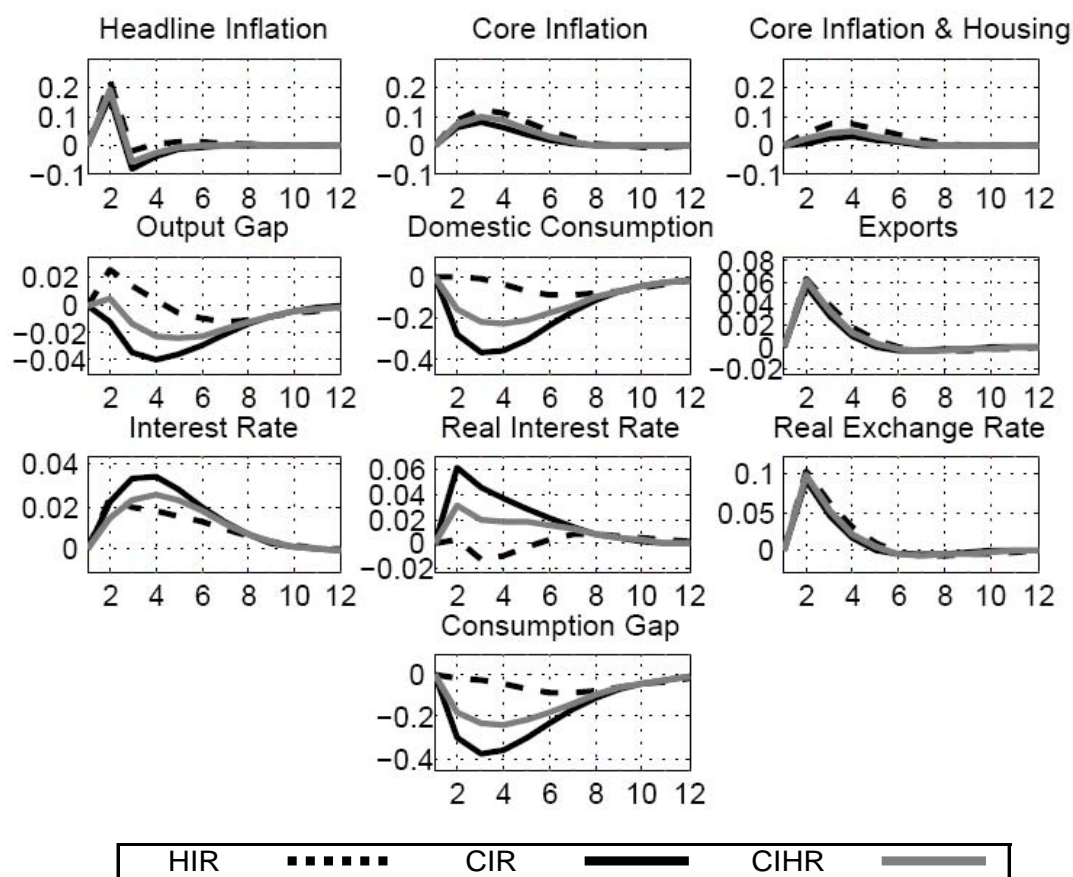 Headline Inflation
Core Inflation
Core Inflation & Housing
0.2
0.1
0
−0.1
2 4 6 8 10 12
0.2
0.1
0
−0.1
2 4 6 8 10 12
0.2
0.1
0
−0.1
2 4 6 8 10 12
Output Gap
Domestic Consumption
Exports
0.02
0
−0.02
−0.04
2 4 6 8 10 12
0
−0.2
−0.4
2 4 6 8 10 12
0.08
0.06
0.04
0.02
0
−0.02
2 4 6 8 10 12
Interest Rate
Real Interest Rate
Real Exchange Rate
0.04
0.02
0
2 4 6 8 10 12
0.06
0.04
0.02
0
−0.02
2 4 6 8 10 12
0.1
0.05
0
2 4 6 8 10 12
Consumption Gap
0
−0.2
−0.4
2 4 6 8 10 12
HIR CIR CIHR